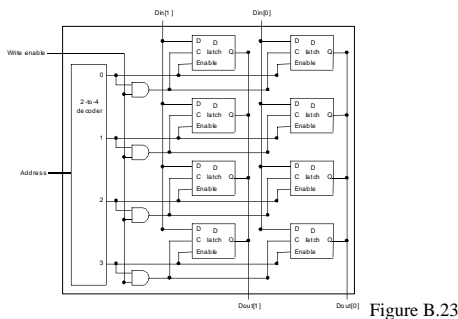 Din[1] Din[0]
D D D D
C latch Q C latch Q
Write enable
Enable Enable
0
2-to-4
decoder
D D D D
C latch Q C latch Q
Enable Enable
1
D D D D
C latch Q C latch Q
Address
Enable Enable
2
D D D D
C latch Q C latch Q
Enable Enable
3
Dout[1] Dout[0]
Figure B.23